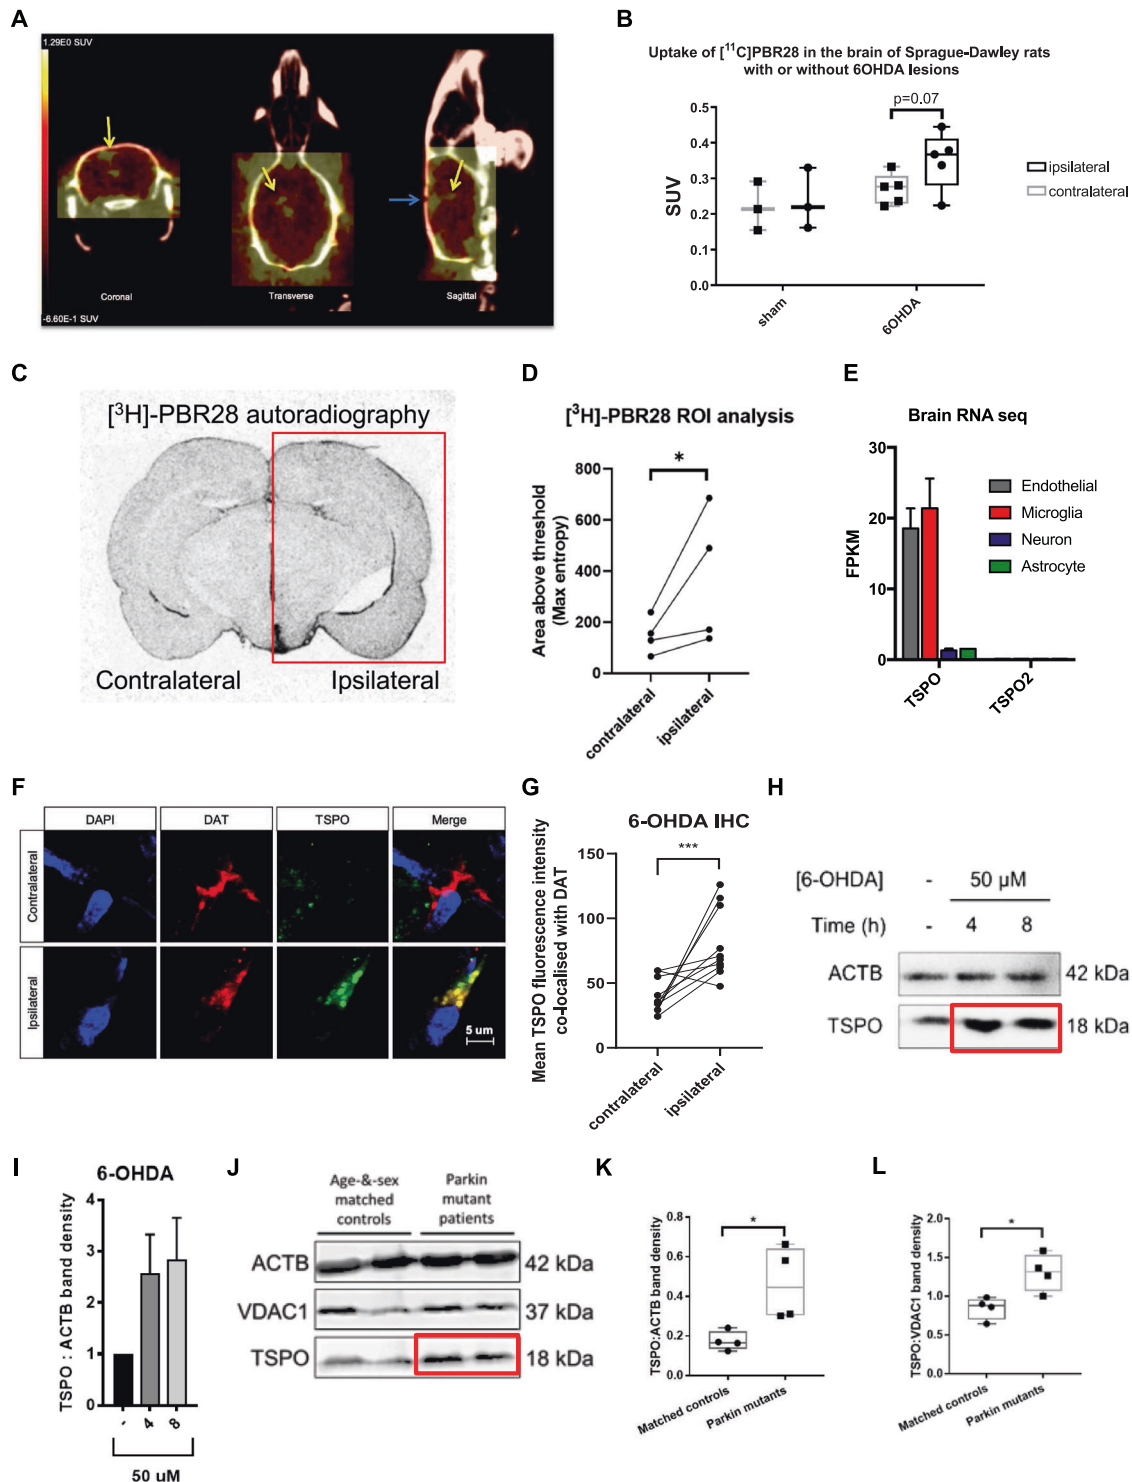 A
1.29E0 SUV
Coronal
Transverse
Sagittal
-6.60E-1 SUV
B
Uptake of [¹¹C]PBR28 in the brain of Sprague-Dawley rats
with or without 6OHDA lesions
p=0.07
SUV
0.5
0.4
0.3
0.2
0.1
0.0
sham
6OHDA
ipsilateral
contralateral
C
[³H]-PBR28 autoradiography
Contralateral
Ipsilateral
D
[³H]-PBR28 ROI analysis
*
Area above threshold
(Max entropy)
800
600
400
200
0
contralateral
ipsilateral
E
Brain RNA seq
FPKM
30
20
10
0
Endothelial
Microglia
Neuron
Astrocyte
TSPO
TSPO2
F
DAPI
DAT
TSPO
Merge
Contralateral
Ipsilateral
5 um
G
6-OHDA IHC
***
Mean TSPO fluorescence intensity
co-localised with DAT
150
100
50
0
contralateral
ipsilateral
H
[6-OHDA] - 50 µM
Time (h) - 4 8
ACTB 42 kDa
TSPO 18 kDa
I
6-OHDA
TSPO : ACTB band density
4
3
2
1
0
- 4 8
50 uM
J
Age-&-sex
matched
controls
Parkin
mutant
patients
ACTB 42 kDa
VDAC1 37 kDa
TSPO 18 kDa
K
*
TSPO:ACTB band density
0.8
0.6
0.4
0.2
0.0
Matched controls
Parkin mutants
L
*
TSPO:VDAC1 band density
2.0
1.5
1.0
0.5
0.0
Matched controls
Parkin mutants